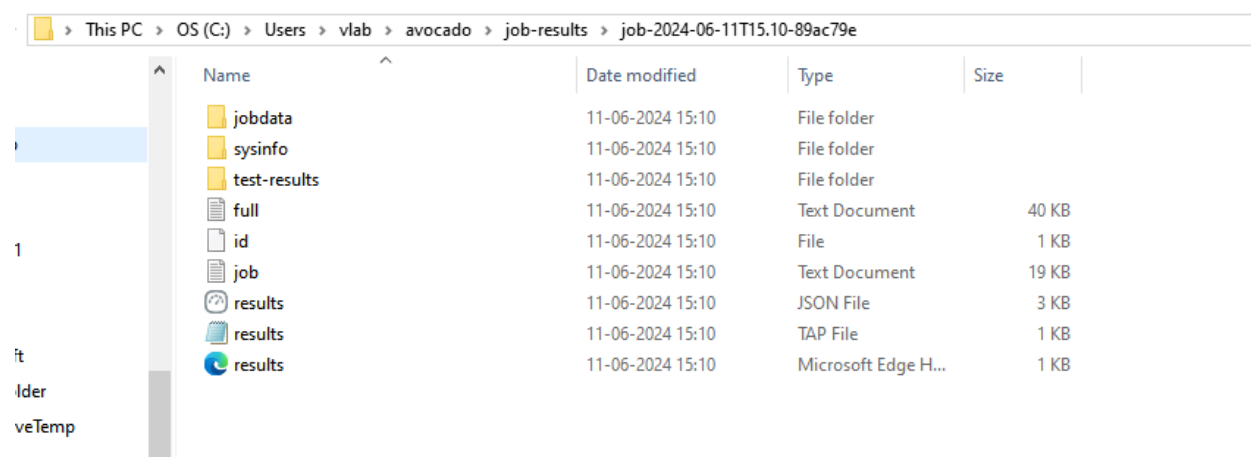 This PC > OS (C:) > Users > vlab > avocado > job-results > job-2024-06-11T15.10-89ac79e
Name Date modified Type Size
jobdata 11-06-2024 15:10 File folder
sysinfo 11-06-2024 15:10 File folder
test-results 11-06-2024 15:10 File folder
full 11-06-2024 15:10 Text Document 40 KB
id 11-06-2024 15:10 File 1 KB
1
job 11-06-2024 15:10 Text Document 19 KB
results 11-06-2024 15:10 JSON File 3 KB
results 11-06-2024 15:10 TAP File 1 KB
ft
results 11-06-2024 15:10 Microsoft Edge H... 1 KB
lder
veTemp